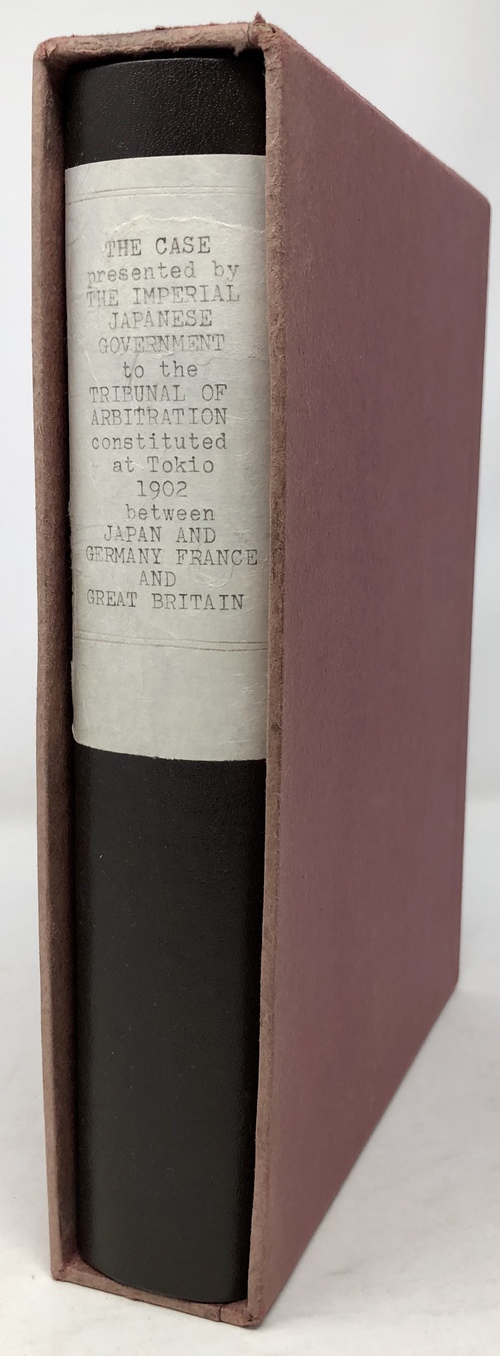 THE CASE
presented by
THE IMPERIAL
JAPANESE
GOVERNMENT
to the
TRIBUNAL OF
ARBITRATION
constituted
at Tokio
1902
between
JAPAN AND
GERMANY FRANCE
AND
GREAT BRITAIN